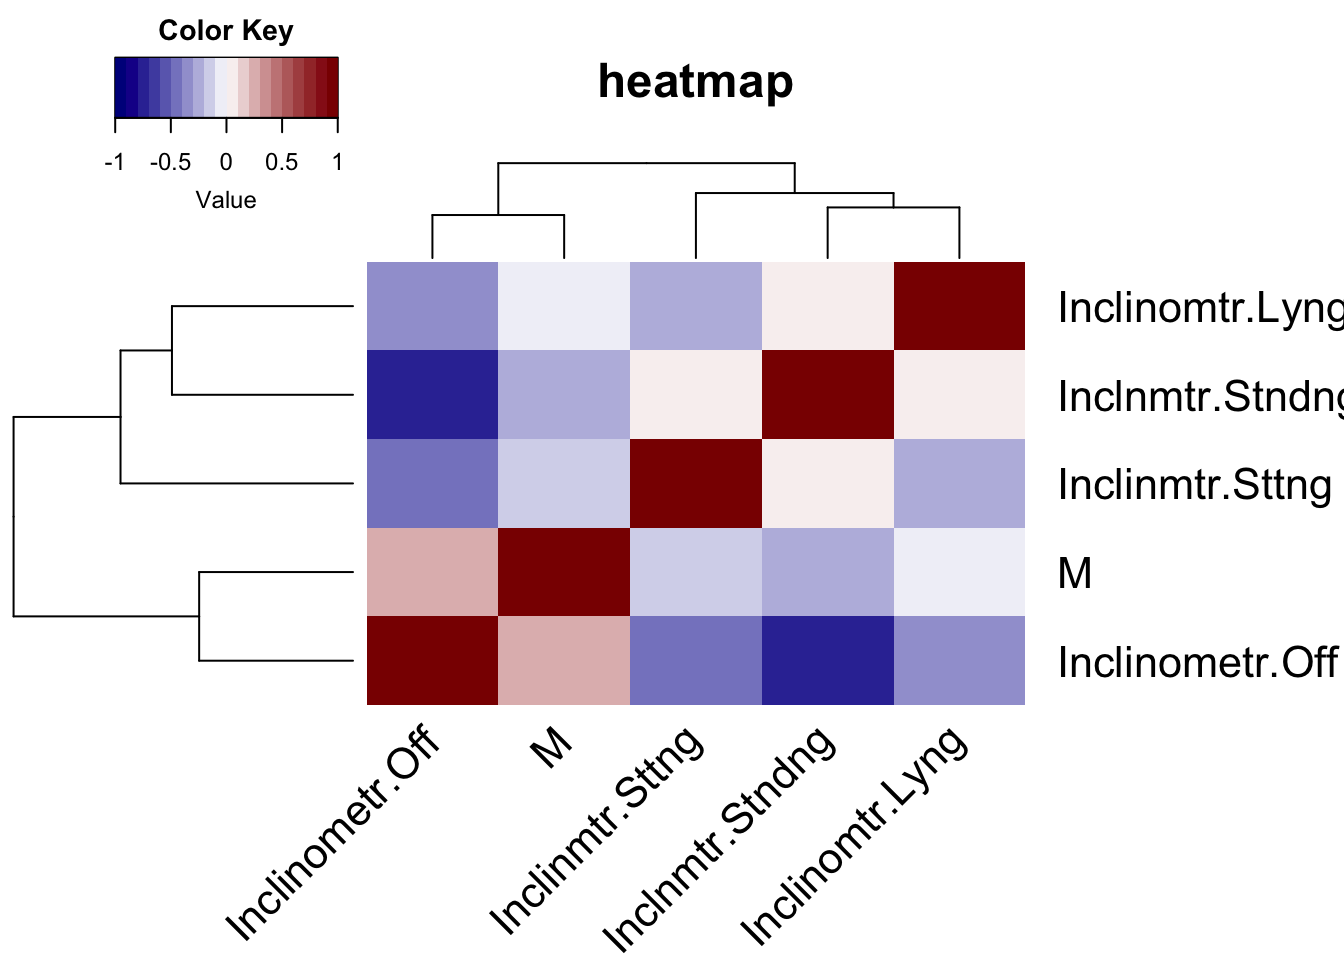 Color Key
-1 -0.5 0 0.5 1
Value
heatmap
Inclinomtr.Lyng
Inclnmtr.Stndng
Inclinmtr.Sttng
M
Inclinometr.Off
Inclinometr.Off
M
Inclinmtr.Sttng
Inclnmtr.Stndng
Inclinomtr.Lyng